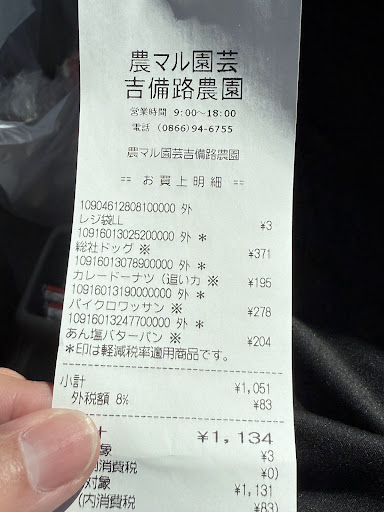 農マル園芸
吉備路農園
営業時間 9:00～18:00
電話 (0866)94-6755
農マル園芸吉備路農園
== お買上明細 ==
10904612808100000 外
レジ袋LL ¥3
10916013025200000 外 *
総社ドッグ ※ ¥371
10916013078900000 外 *
カレードーナツ（追いカ ※ ¥195
10916013190000000 外 *
パイクロワッサン ※ ¥278
10916013247700000 外 *
あん塩バターパン ※ ¥204
*印は軽減税率適用商品です。
小計 ¥1,051
外税額 8% ¥83
計 ¥1,134
対象 ¥3
内消費税 ¥0)
対象 ¥1,131
(内消費税 ¥83)